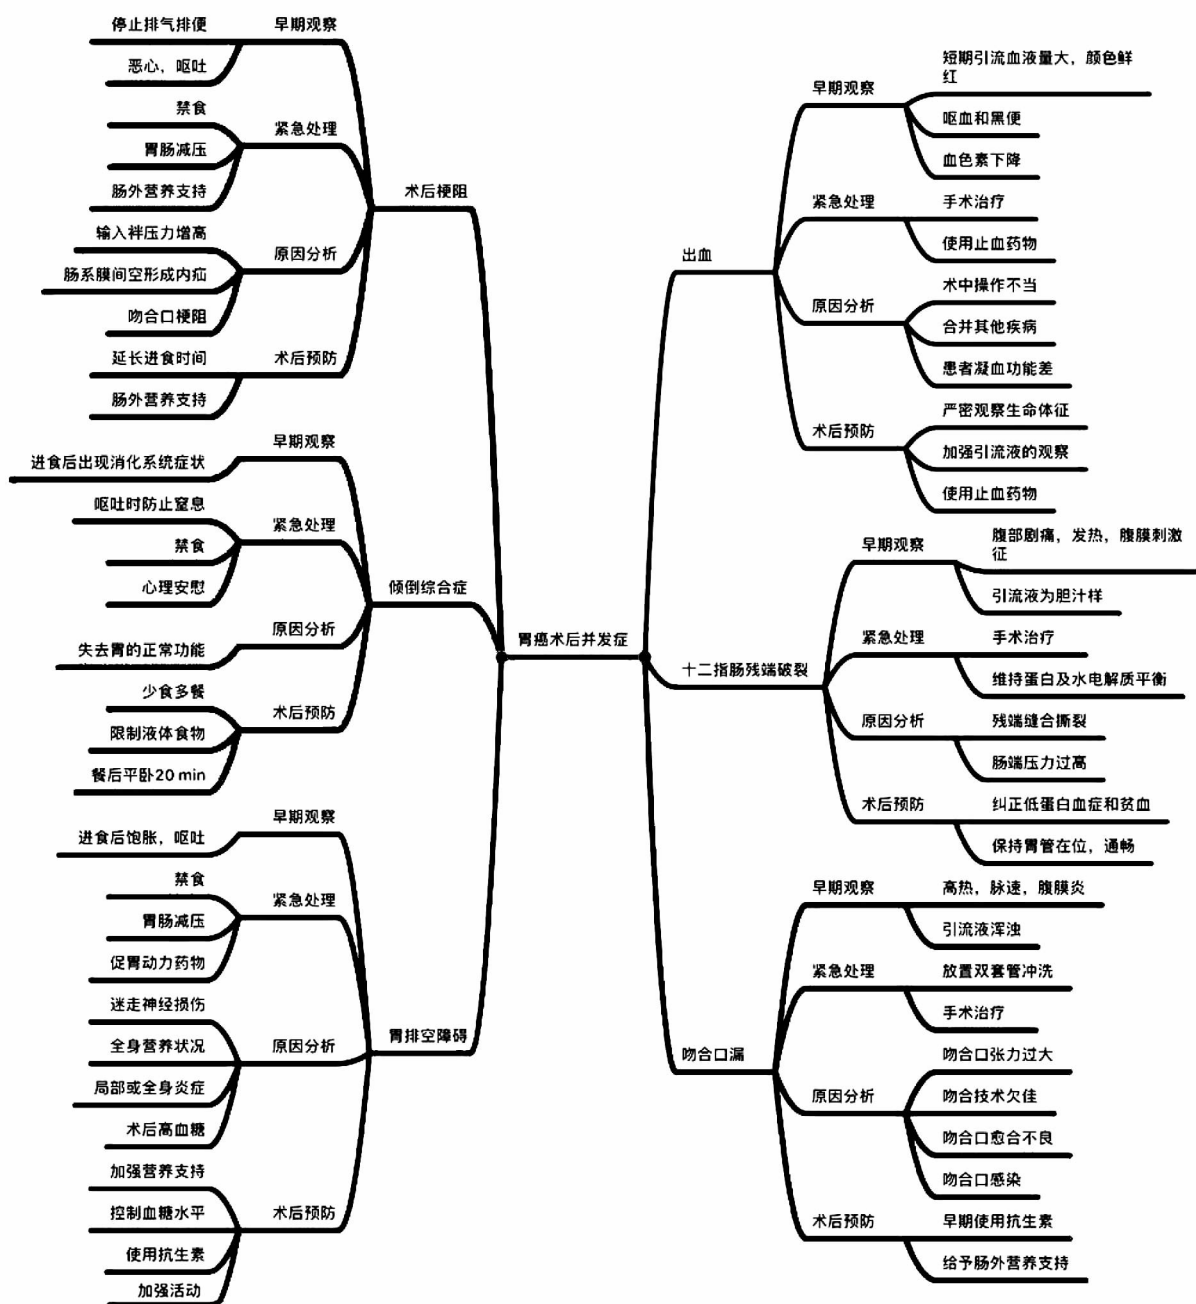 胃癌术后并发症
术后梗阻
早期观察
停止排气排便
恶心，呕吐
紧急处理
禁食
胃肠减压
肠外营养支持
原因分析
输入袢压力增高
肠系膜间空形成内疝
吻合口梗阻
术后预防
延长进食时间
肠外营养支持
倾倒综合症
早期观察
进食后出现消化系统症状
紧急处理
呕吐时防止窒息
禁食
心理安慰
原因分析
失去胃的正常功能
术后预防
少食多餐
限制液体食物
餐后平卧20 min
胃排空障碍
早期观察
进食后饱胀，呕吐
紧急处理
禁食
胃肠减压
促胃动力药物
原因分析
迷走神经损伤
全身营养状况
局部或全身炎症
术后高血糖
术后预防
加强营养支持
控制血糖水平
使用抗生素
加强活动
出血
早期观察
短期引流血液量大，颜色鲜
红
呕血和黑便
血色素下降
紧急处理
手术治疗
使用止血药物
原因分析
术中操作不当
合并其他疾病
患者凝血功能差
术后预防
严密观察生命体征
加强引流液的观察
使用止血药物
十二指肠残端破裂
早期观察
腹部剧痛，发热，腹膜刺激
征
引流液为胆汁样
紧急处理
手术治疗
维持蛋白及水电解质平衡
原因分析
残端缝合撕裂
肠端压力过高
术后预防
纠正低蛋白血症和贫血
保持胃管在位，通畅
吻合口漏
早期观察
高热，脉速，腹膜炎
引流液浑浊
紧急处理
放置双套管冲洗
手术治疗
原因分析
吻合口张力过大
吻合技术欠佳
吻合口愈合不良
吻合口感染
术后预防
早期使用抗生素
给予肠外营养支持